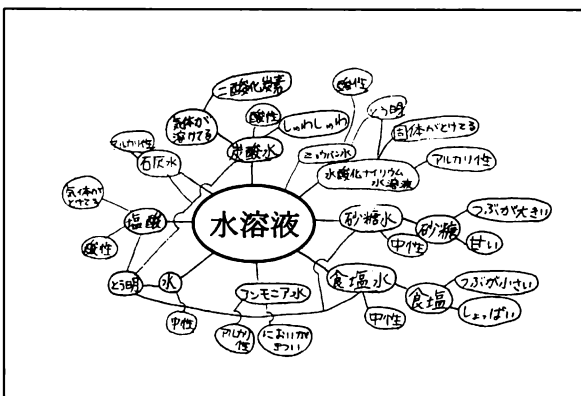 二酸化炭素
気体が
溶けてる
酸性
しゅわしゅわ
炭酸水
酸性
とう明
固体がとけてる
アルカリ性
ミョウバン水
水酸化ナトリウム
水溶液
アルカリ性
石灰水
気体が
とけてる
塩酸
酸性
水溶液
砂糖水
砂糖
つぶが大きい
甘い
中性
とう明
水
中性
アンモニア水
アルカリ
性
においが
きつい
食塩水
中性
食塩
つぶが小さい
しょっぱい